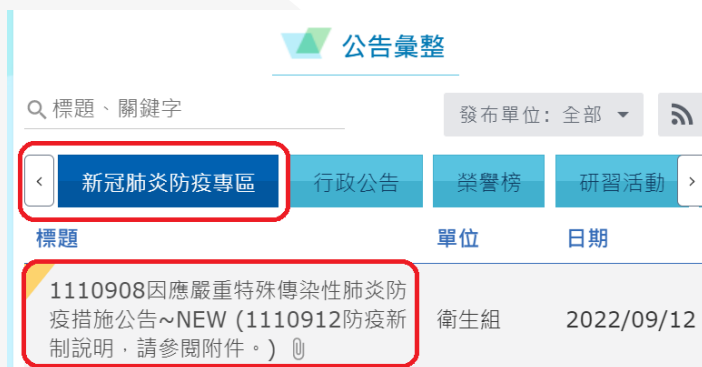 公告彙整
標題、關鍵字
發布單位: 全部
新冠肺炎防疫專區 行政公告 榮譽榜 研習活動
標題 單位 日期
1110908因應嚴重特殊傳染性肺炎防
疫措施公告~NEW (1110912防疫新
制說明，請參閱附件。)
衛生組 2022/09/12